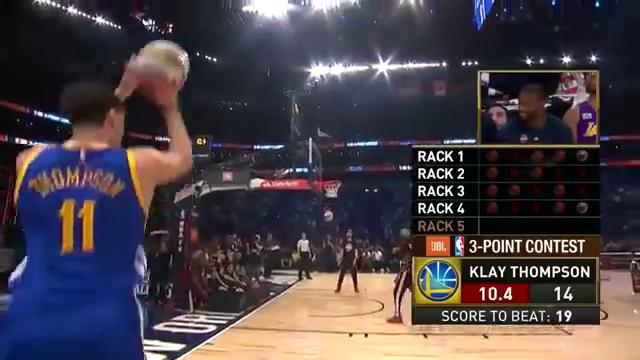 THOMPSON
11
RACK 1
RACK 2
RACK 3
RACK 4
RACK 5
JBL 3-POINT CONTEST
KLAY THOMPSON
10.4 14
SCORE TO BEAT: 19